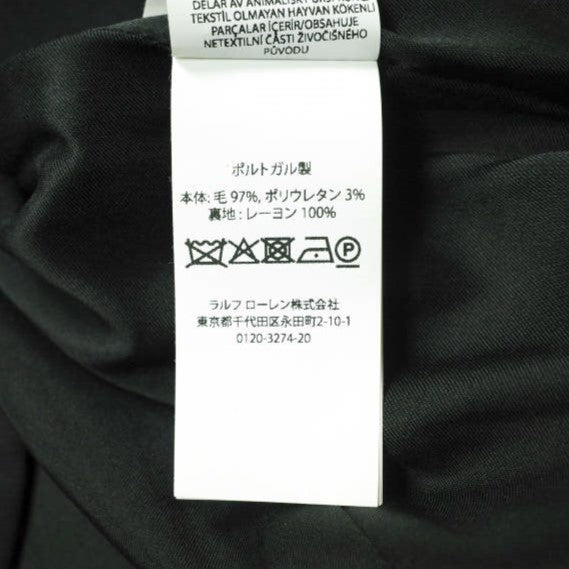 DELAR AV ANIMALISKT URSPRUNG
TEKSTİL OLMAYAN HAYVAN KÖKENLİ
PARÇALAR İÇERİR/OBSAHUJE
NETEXTILNÍ ČÁSTI ŽIVOČIŠNÉHO
PŮVODU
ポルトガル製
本体: 毛 97%, ポリウレタン 3%
裏地 : レーヨン 100%
P
ラルフ ローレン株式会社
東京都千代田区永田町2-10-1
0120-3274-20